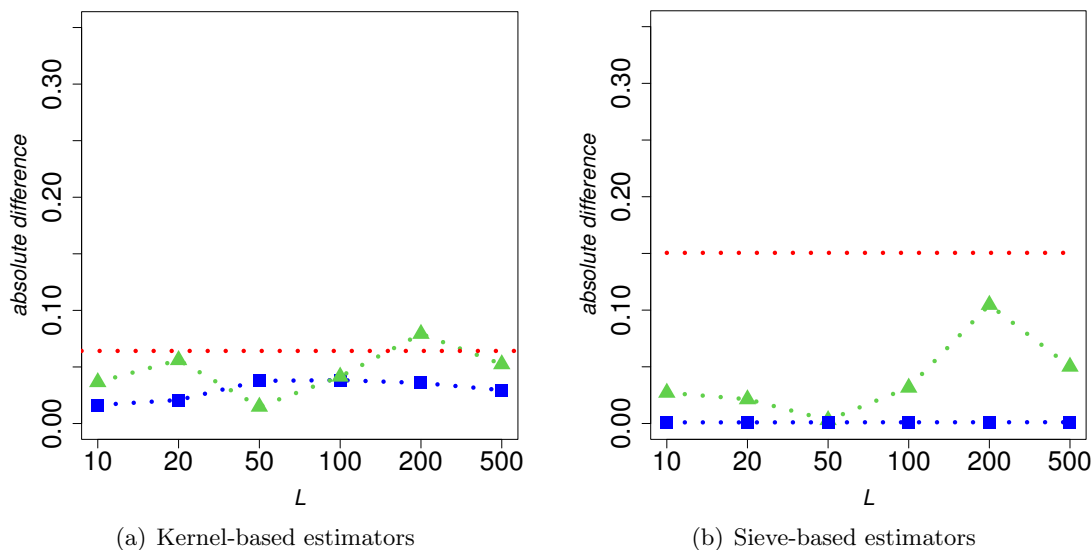 absolute difference
0.30
0.20
0.10
0.00
10 20 50 100 200 500
L
(a) Kernel-based estimators
absolute difference
0.30
0.20
0.10
0.00
10 20 50 100 200 500
L
(b) Sieve-based estimators